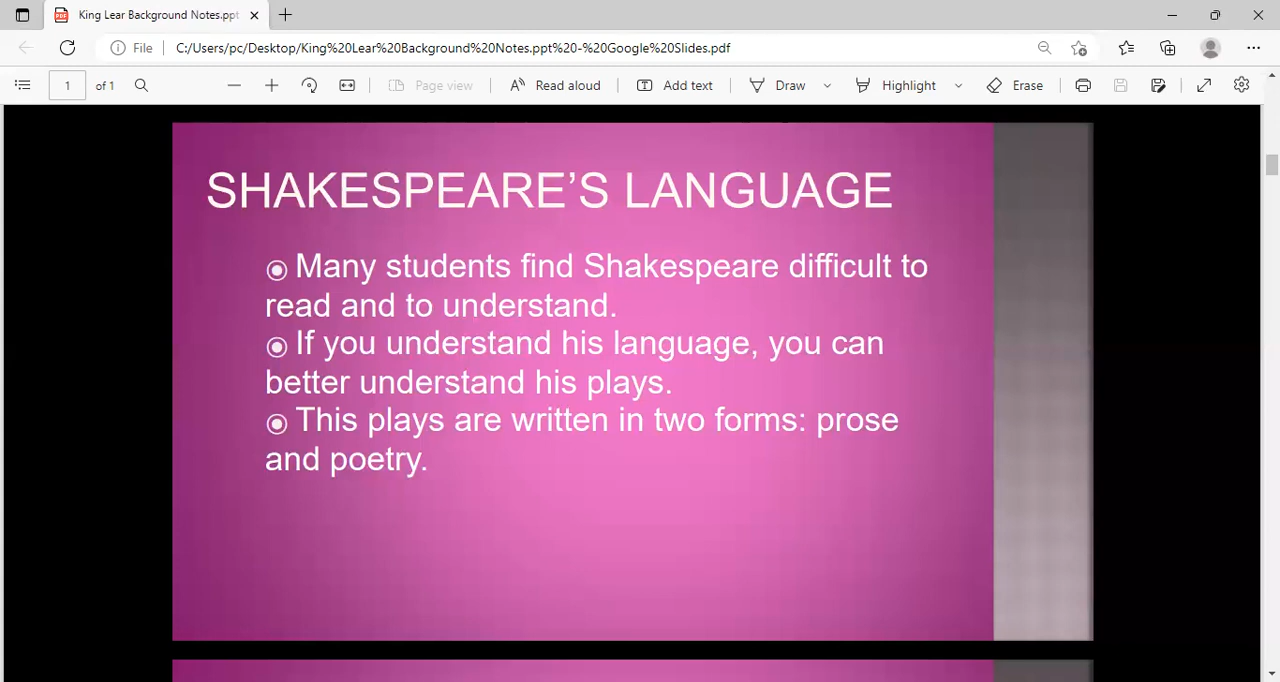 King Lear Background Notes.ppt
File
C:/Users/pc/Desktop/King%20Lear%20Background%20Notes.ppt%20-%20Google%20Slides.pdf
1 of 1
Page view
Read aloud
Add text
Draw
Highlight
Erase
SHAKESPEARE’S LANGUAGE
Many students find Shakespeare difficult to
read and to understand.
If you understand his language, you can
better understand his plays.
This plays are written in two forms: prose
and poetry.